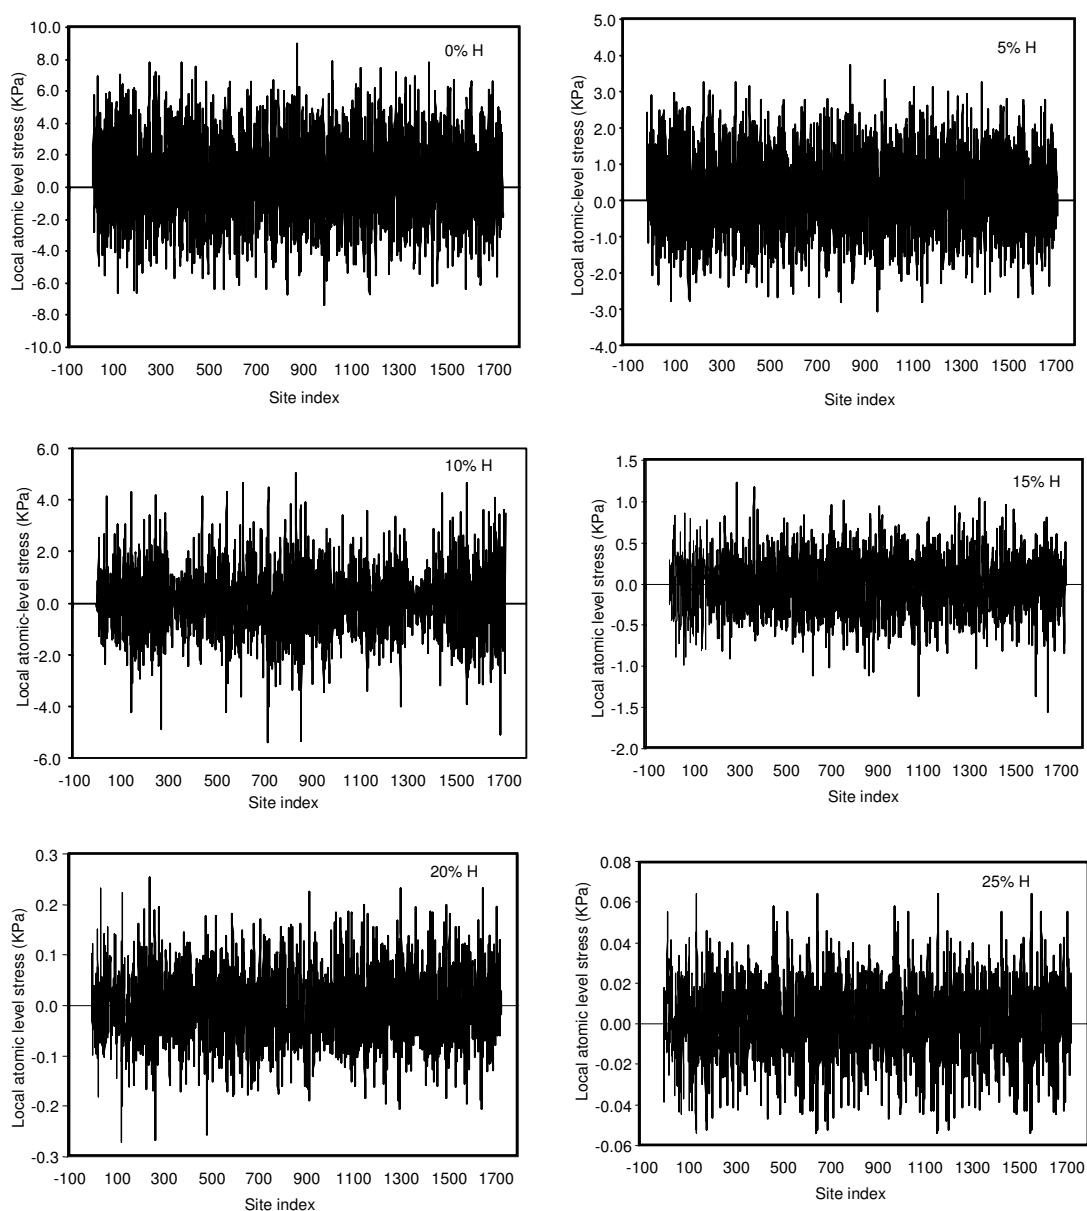 0% H
Local atomic level stress (KPa)
10.0
8.0
6.0
4.0
2.0
0.0
-2.0
-4.0
-6.0
-8.0
-10.0
-100 100 300 500 700 900 1100 1300 1500 1700
Site index
5% H
Local atomic-level stress (KPa)
5.0
4.0
3.0
2.0
1.0
0.0
-1.0
-2.0
-3.0
-4.0
-100 100 300 500 700 900 1100 1300 1500 1700
Site index
10% H
Local atomic-level stress (KPa)
6.0
4.0
2.0
0.0
-2.0
-4.0
-6.0
-100 100 300 500 700 900 1100 1300 1500 1700
Site index
15% H
Local atomic-level stress (KPa)
1.5
1.0
0.5
0.0
-0.5
-1.0
-1.5
-2.0
-100 100 300 500 700 900 1100 1300 1500 1700
Site index
20% H
Local atomic level stress (KPa)
0.3
0.2
0.1
0.0
-0.1
-0.2
-0.3
-100 100 300 500 700 900 1100 1300 1500 1700
Site index
25% H
Local atomic level stress (KPa)
0.08
0.06
0.04
0.02
0.00
-0.02
-0.04
-0.06
-100 100 300 500 700 900 1100 1300 1500 1700
Site index